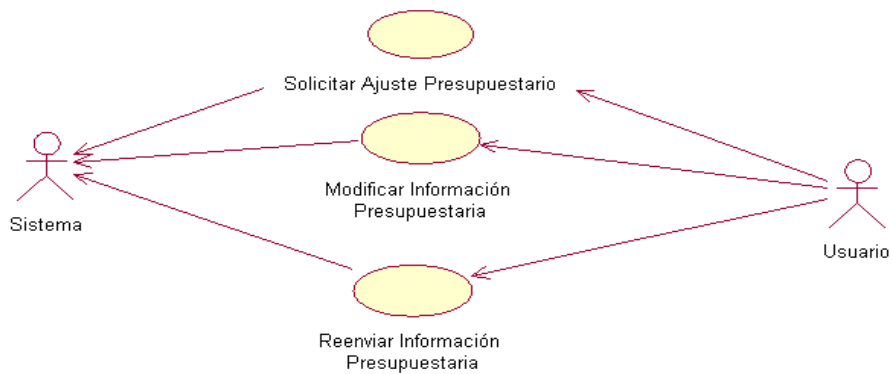 Solicitar Ajuste Presupuestario
Sistema
Modificar Información
Presupuestaria
Usuario
Reenviar Información
Presupuestaria